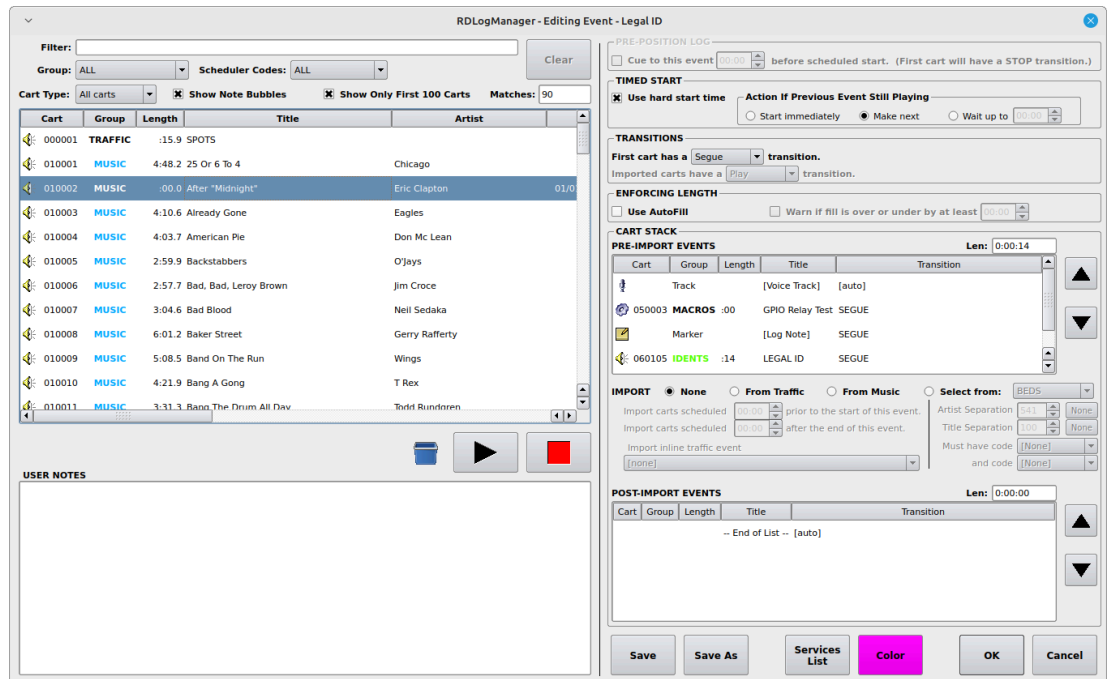 RDLogManager - Editing Event - Legal ID
Filter:
Clear
Group: ALL Scheduler Codes: ALL
Cart Type: All carts Show Note Bubbles Show Only First 100 Carts Matches: 90
Cart Group Length Title Artist
000001 TRAFFIC :15.9 SPOTS
010001 MUSIC 4:48.2 25 Or 6 To 4 Chicago
010002 MUSIC :00.0 After "Midnight" Eric Clapton 01/0
010003 MUSIC 4:10.6 Already Gone Eagles
010004 MUSIC 4:03.7 American Pie Don Mc Lean
010005 MUSIC 2:59.9 Backstabbers O'Jays
010006 MUSIC 2:57.7 Bad, Bad, Leroy Brown Jim Croce
010007 MUSIC 3:04.6 Bad Blood Neil Sedaka
010008 MUSIC 6:01.2 Baker Street Gerry Rafferty
010009 MUSIC 5:08.5 Band On The Run Wings
010010 MUSIC 4:21.9 Bang A Gong T Rex
010011 MUSIC 3:31.3 Bang The Drum All Day Todd Rundgren
USER NOTES
PRE-POSITION LOG
Cue to this event 00:00 before scheduled start. (First cart will have a STOP transition.)
TIMED START
Use hard start time Action If Previous Event Still Playing
Start immediately Make next Wait up to 00:00
TRANSITIONS
First cart has a Segue transition.
Imported carts have a Play transition.
ENFORCING LENGTH
Use AutoFill Warn if fill is over or under by at least 00:00
CART STACK
PRE-IMPORT EVENTS Len: 0:00:14
Cart Group Length Title Transition
Track [Voice Track] [auto]
050003 MACROS :00 GPIO Relay Test SEGUE
Marker [Log Note] SEGUE
060105 IDENTS :14 LEGAL ID SEGUE
IMPORT None From Traffic From Music Select from: BEDS
Import carts scheduled 00:00 prior to the start of this event. Artist Separation 541 None
Import carts scheduled 00:00 after the end of this event. Title Separation 100 None
Import inline traffic event Must have code [None]
[none] and code [None]
POST-IMPORT EVENTS Len: 0:00:00
Cart Group Length Title Transition
-- End of List -- [auto]
Save Save As Services List Color OK Cancel